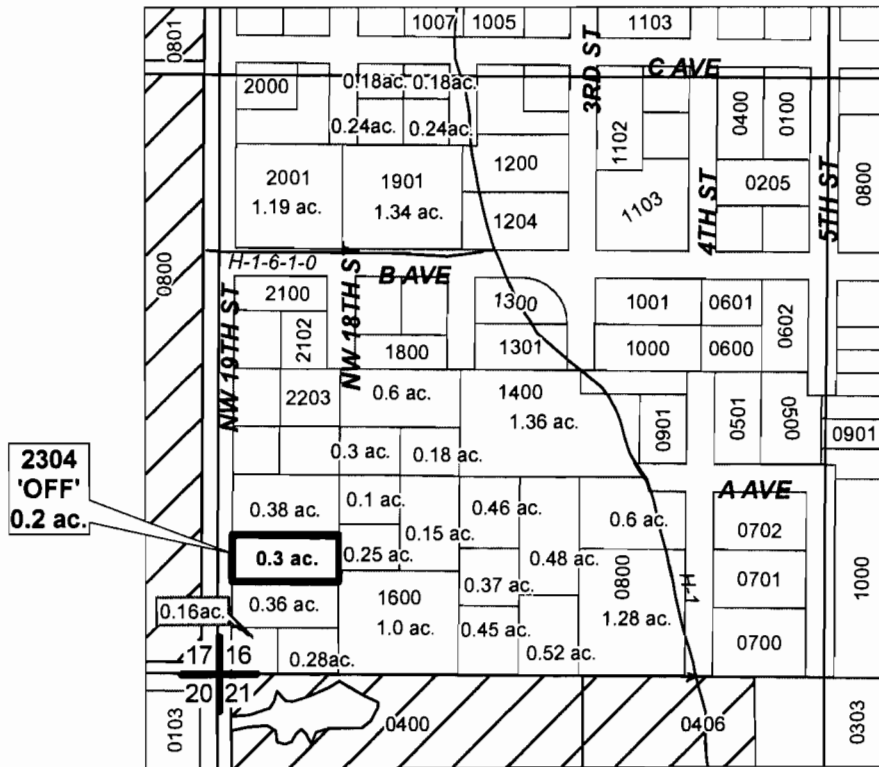 0801
1007
1005
3RD ST
1103
C AVE
2000
0.18ac.
0.18ac.
0.24ac.
0.24ac.
1200
1102
0400
0100
2001
1.19 ac.
1901
1.34 ac.
1204
1103
4TH ST
0205
5TH ST
0800
0800
H-1-6-1-0
NW 19TH ST
2100
2102
NW 18TH ST
B AVE
1800
1300
1301
1001
1000
0601
0600
0602
2203
0.6 ac.
1400
1.36 ac.
0901
0501
0500
0901
0.3 ac.
0.18 ac.
2304
'OFF'
0.2 ac.
0.38 ac.
0.1 ac.
0.15 ac.
0.46 ac.
0.6 ac.
A AVE
0702
0.3 ac.
0.25 ac.
0.48 ac.
0800
H-1
0701
1000
0.36 ac.
1600
1.0 ac.
0.37 ac.
1.28 ac.
0.16ac.
0.45 ac.
0700
17
16
0.28ac.
0.52 ac.
20
21
0103
0400
0406
0303